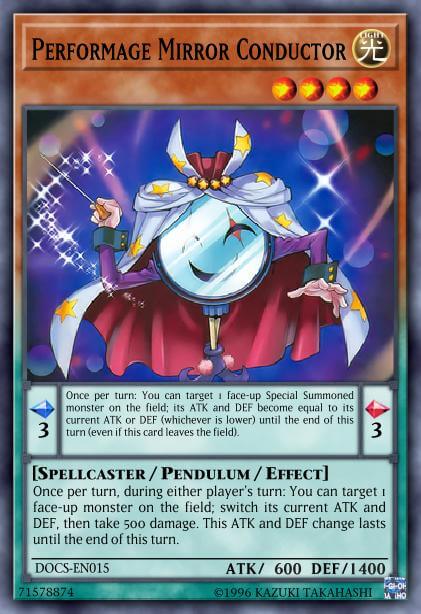 PERFORMAGE MIRROR CONDUCTOR
LIGHT
光
Once per turn: You can target 1 face-up Special Summoned
monster on the field; its ATK and DEF become equal to its
current ATK or DEF (whichever is lower) until the end of this
turn (even if this card leaves the field).
3
3
[SPELLCASTER / PENDULUM / EFFECT]
Once per turn, during either player's turn: You can target 1
face-up monster on the field; switch its current ATK and
DEF, then take 500 damage. This ATK and DEF change lasts
until the end of this turn.
DOCS-EN015
ATK/ 600 DEF/1400
71578874
©1996 KAZUKI TAKAHASHI